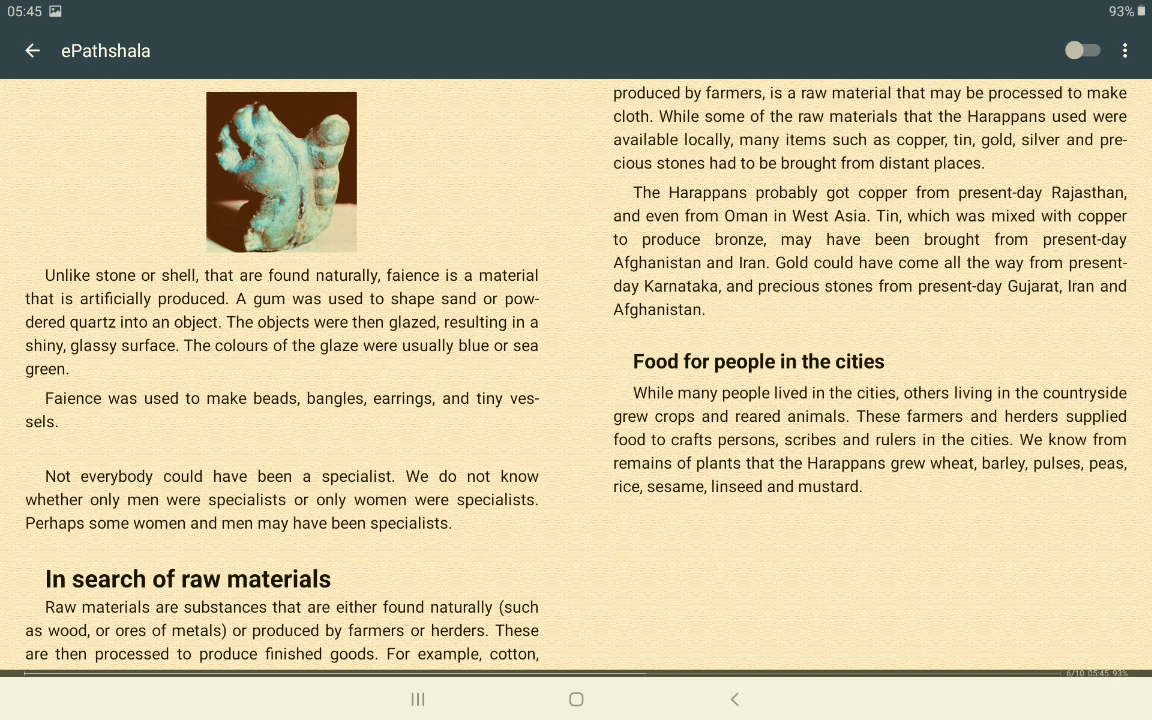 05:45
93%
ePathshala
Unlike stone or shell, that are found naturally, faience is a material
that is artificially produced. A gum was used to shape sand or pow-
dered quartz into an object. The objects were then glazed, resulting in a
shiny, glassy surface. The colours of the glaze were usually blue or sea
green.
Faience was used to make beads, bangles, earrings, and tiny ves-
sels.
Not everybody could have been a specialist. We do not know
whether only men were specialists or only women were specialists.
Perhaps some women and men may have been specialists.
In search of raw materials
Raw materials are substances that are either found naturally (such
as wood, or ores of metals) or produced by farmers or herders. These
are then processed to produce finished goods. For example, cotton,
produced by farmers, is a raw material that may be processed to make
cloth. While some of the raw materials that the Harappans used were
available locally, many items such as copper, tin, gold, silver and pre-
cious stones had to be brought from distant places.
The Harappans probably got copper from present-day Rajasthan,
and even from Oman in West Asia. Tin, which was mixed with copper
to produce bronze, may have been brought from present-day
Afghanistan and Iran. Gold could have come all the way from present-
day Karnataka, and precious stones from present-day Gujarat, Iran and
Afghanistan.
Food for people in the cities
While many people lived in the cities, others living in the countryside
grew crops and reared animals. These farmers and herders supplied
food to crafts persons, scribes and rulers in the cities. We know from
remains of plants that the Harappans grew wheat, barley, pulses, peas,
rice, sesame, linseed and mustard.
6/10 05:45 93%